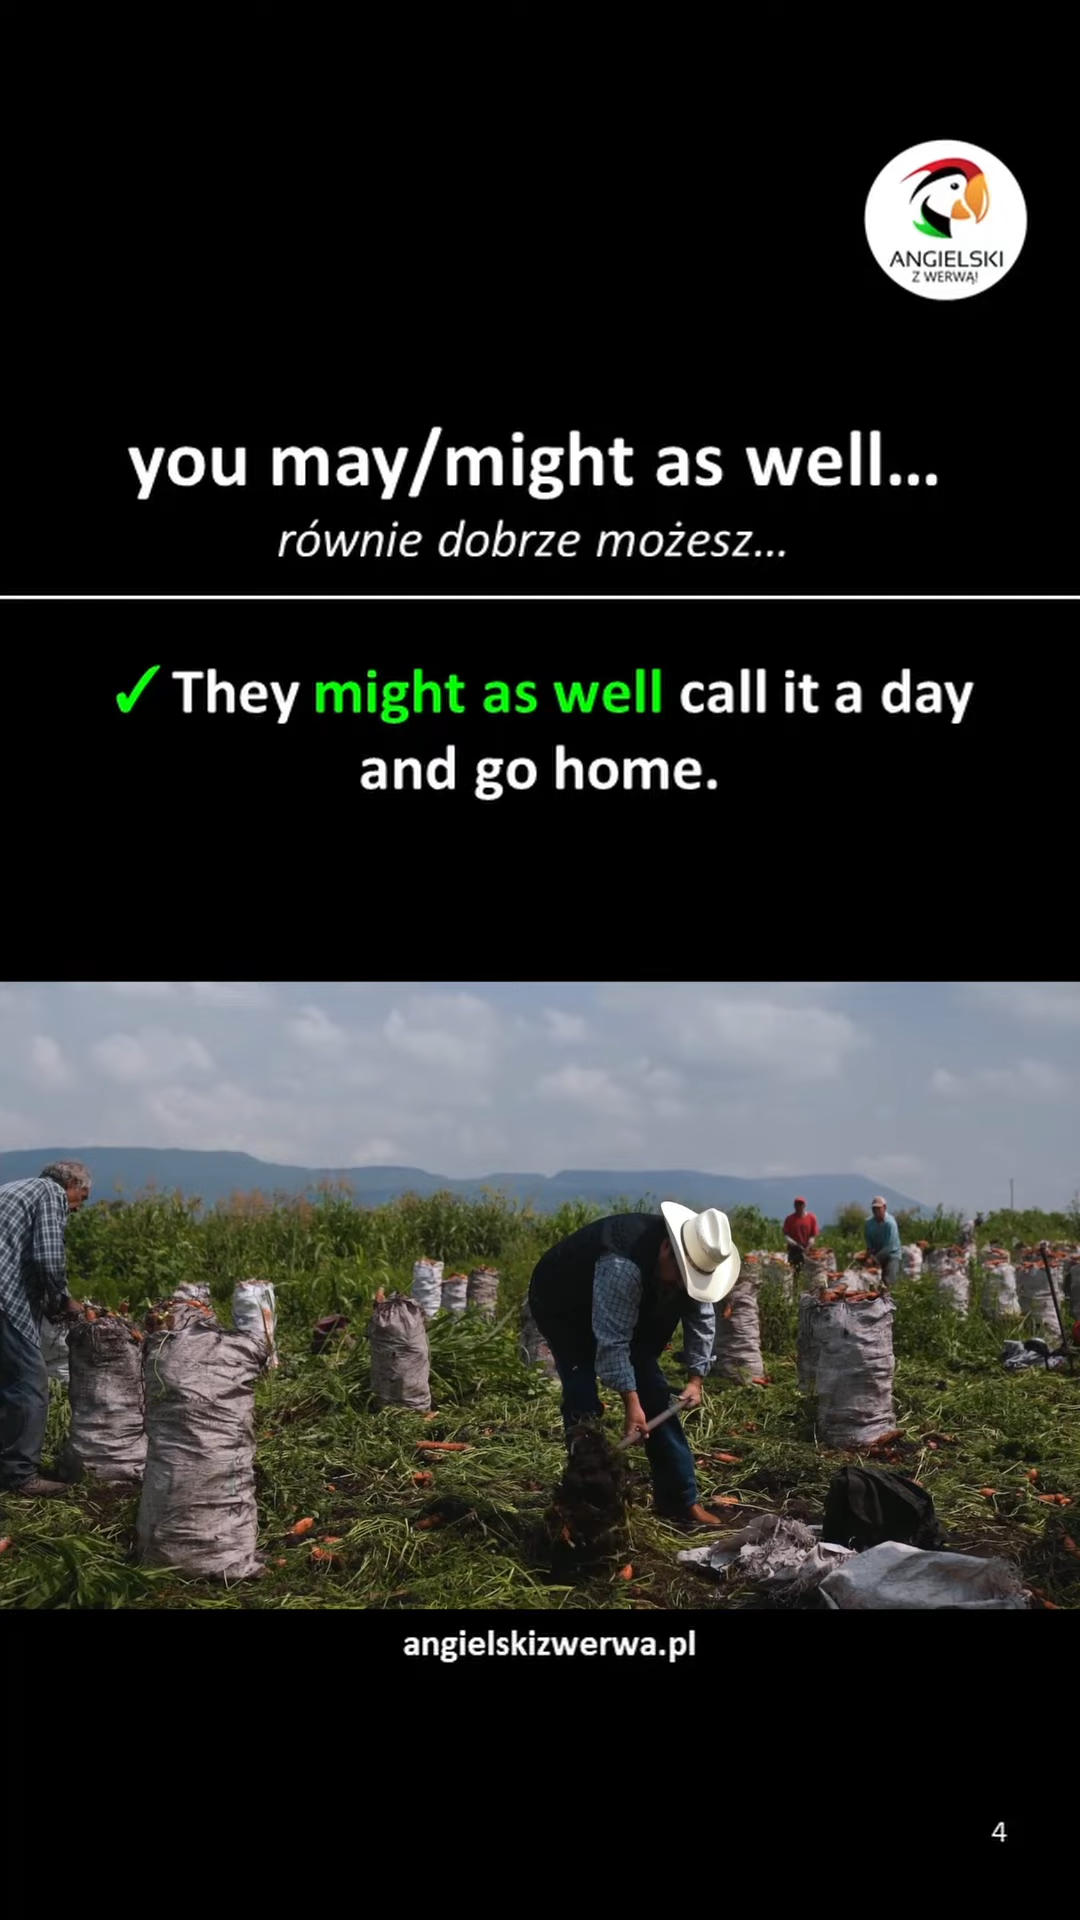 ANGIELSKI
Z WERWĄ!
you may/might as well...
równie dobrze możesz...
✓ They might as well call it a day
and go home.
angielskizwerwa.pl
4